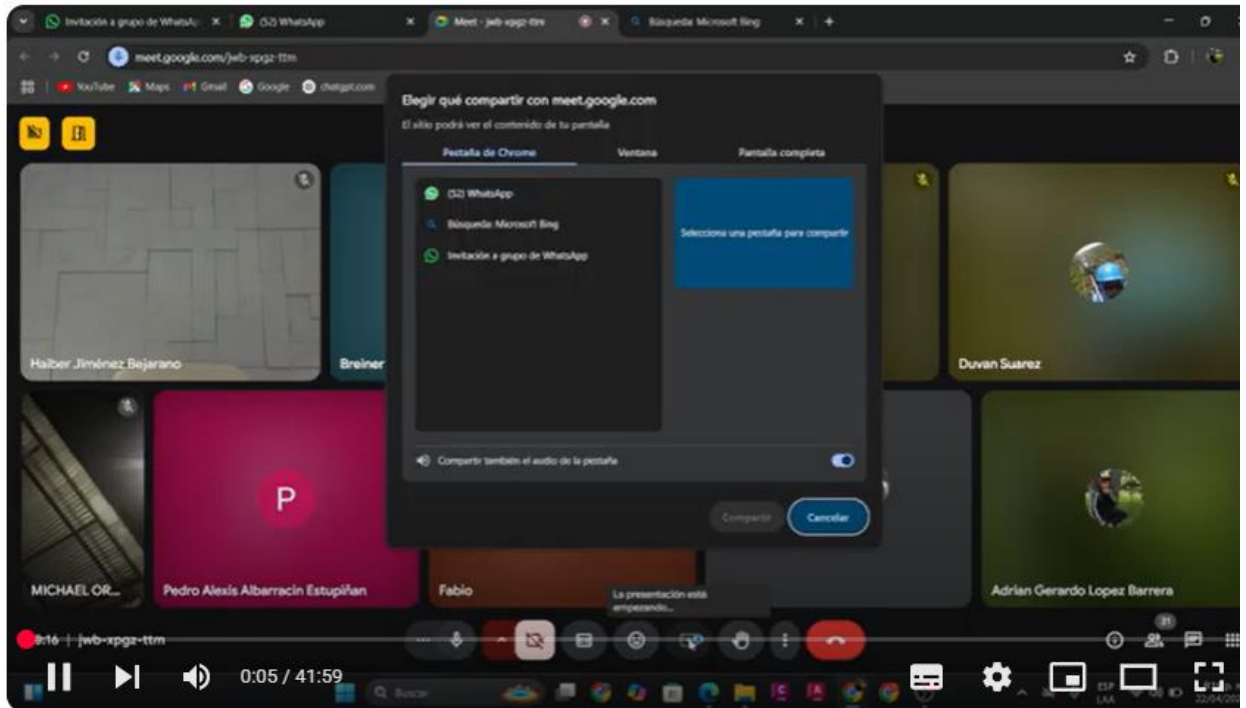 Invitación a grupo de WhatsA
(52) WhatsApp
Meet - jwb-xpgz-ttm
Búsqueda: Microsoft Bing
meet.google.com/jwb-xpgz-ttm
YouTube
Maps
Gmail
Google
chatgpt.com
Elegir qué compartir con meet.google.com
El sitio podrá ver el contenido de tu pantalla
Pestaña de Chrome
Ventana
Pantalla completa
(52) WhatsApp
Búsqueda: Microsoft Bing
Invitación a grupo de WhatsApp
Selecciona una pestaña para compartir
Compartir también el audio de la pestaña
Compartir
Cancelar
Haiber Jiménez Bejarano
Breiner
Duvan Suarez
P
MICHAEL OR...
Pedro Alexis Albarracin Estupiñan
Fabio
La presentación está
empezando...
Adrian Gerardo Lopez Barrera
:16 | jwb-xpgz-ttm
31
0:05 / 41:59
Buscar
ESP
LAA